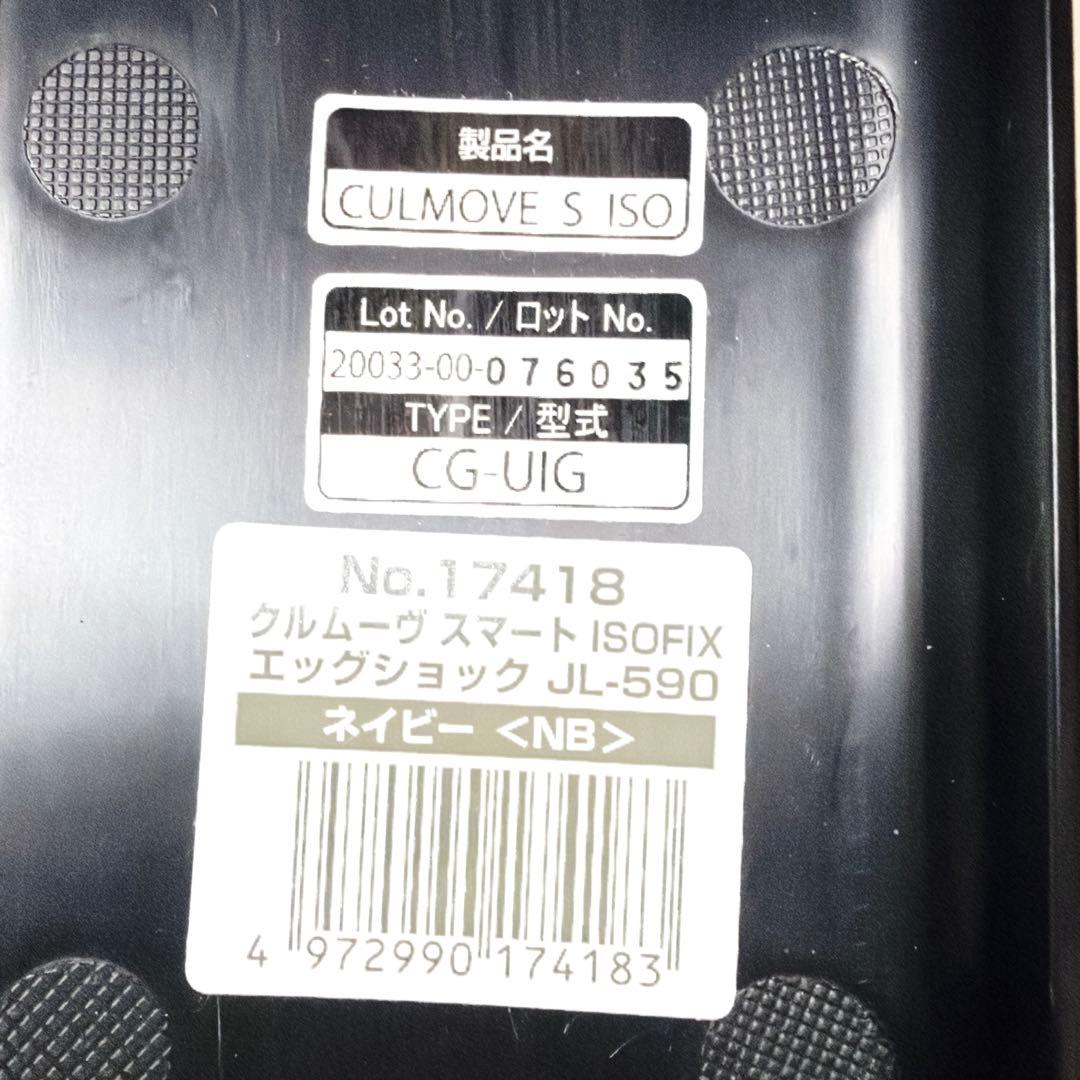 製品名
CULMOVE S ISO
Lot No. / ロット No.
20033-00-076035
TYPE / 型式
CG-UIG
No.17418
クルムーヴ スマート ISOFIX
エッグショック JL-590
ネイビー <NB>
4 972990 174183